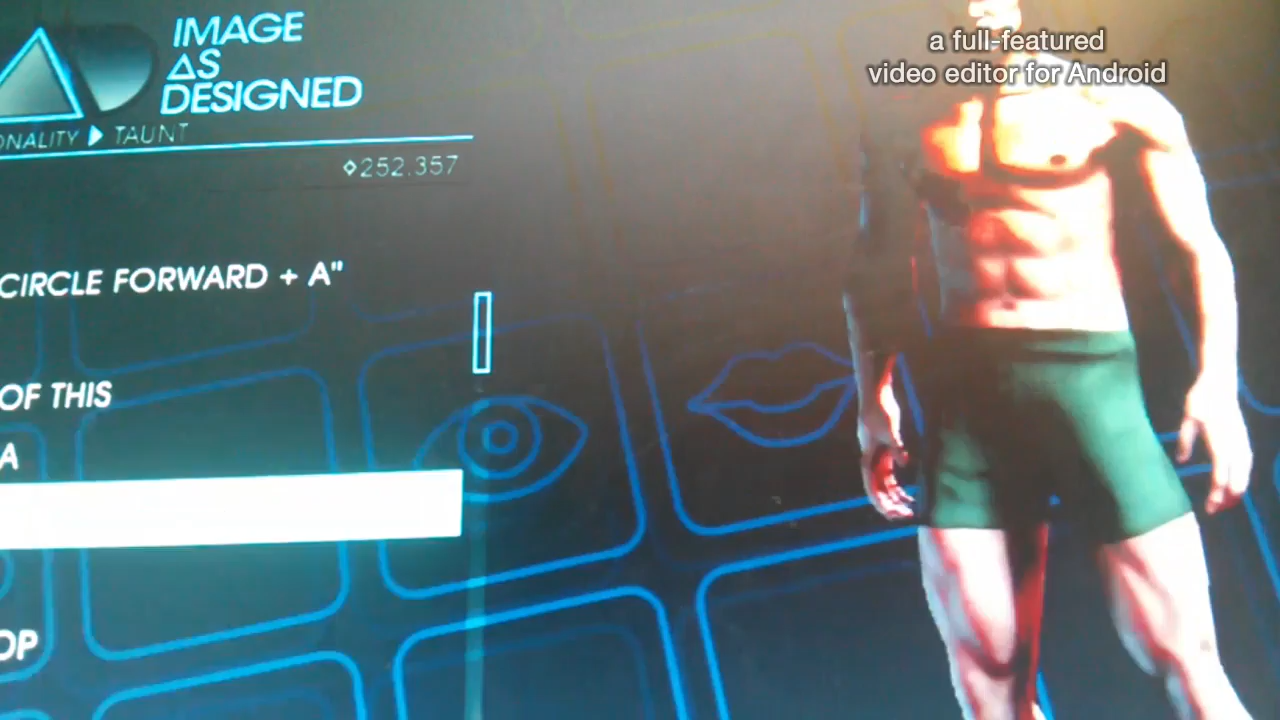 a full-featured
video editor for Android
IMAGE
AS
DESIGNED
ONALITY ▶ TAUNT
252.357
CIRCLE FORWARD + A"
OF THIS
A
OP